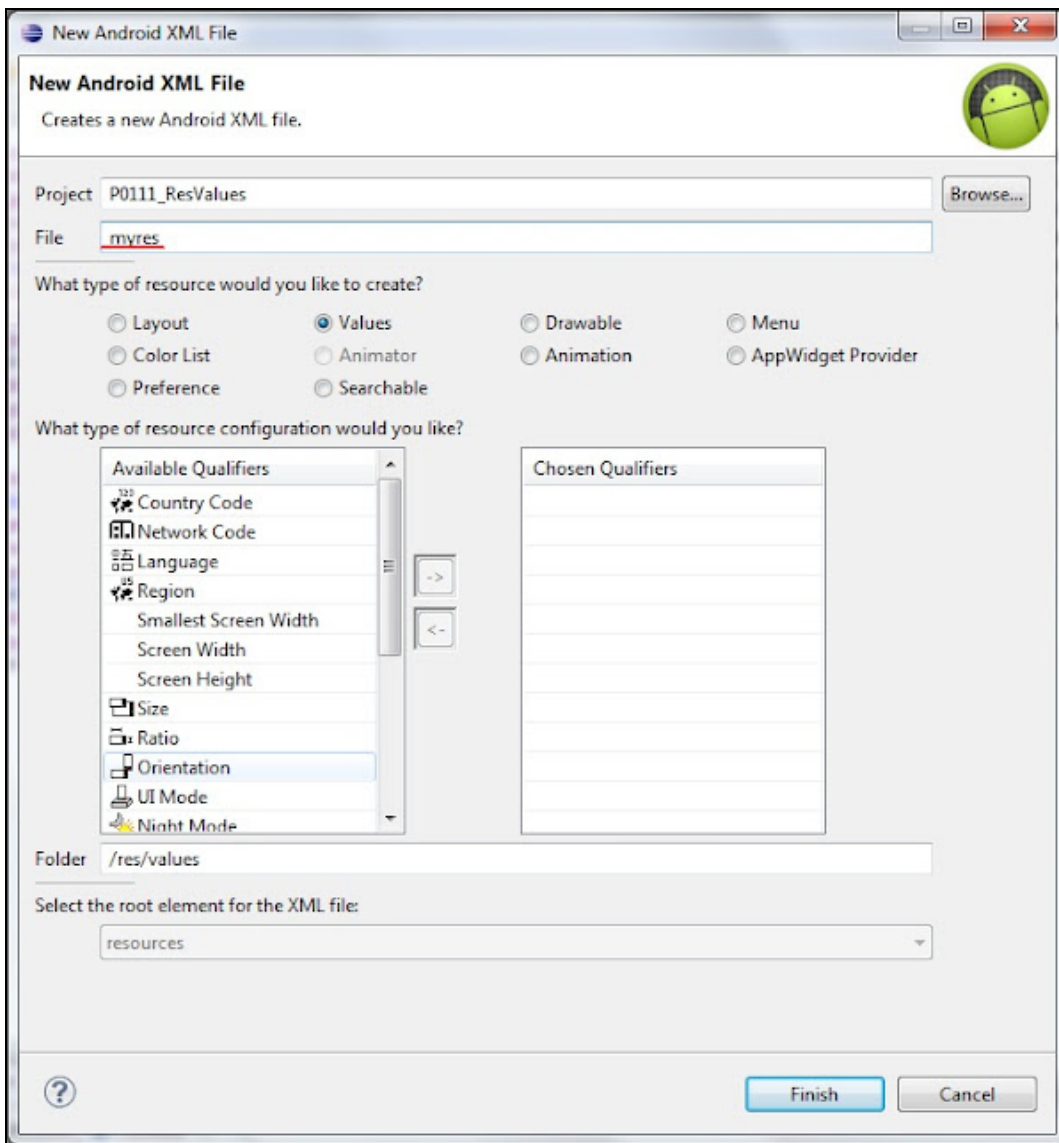 New Android XML File
New Android XML File
Creates a new Android XML file.
Project P0111_ResValues Browse...
File myres
What type of resource would you like to create?
Layout Values Drawable Menu
Color List Animator Animation AppWidget Provider
Preference Searchable
What type of resource configuration would you like?
Available Qualifiers Chosen Qualifiers
Country Code
Network Code
Language
Region
->
Smallest Screen Width
<-
Screen Width
Screen Height
Size
Ratio
Orientation
UI Mode
Night Mode
Folder /res/values
Select the root element for the XML file:
resources
? Finish Cancel